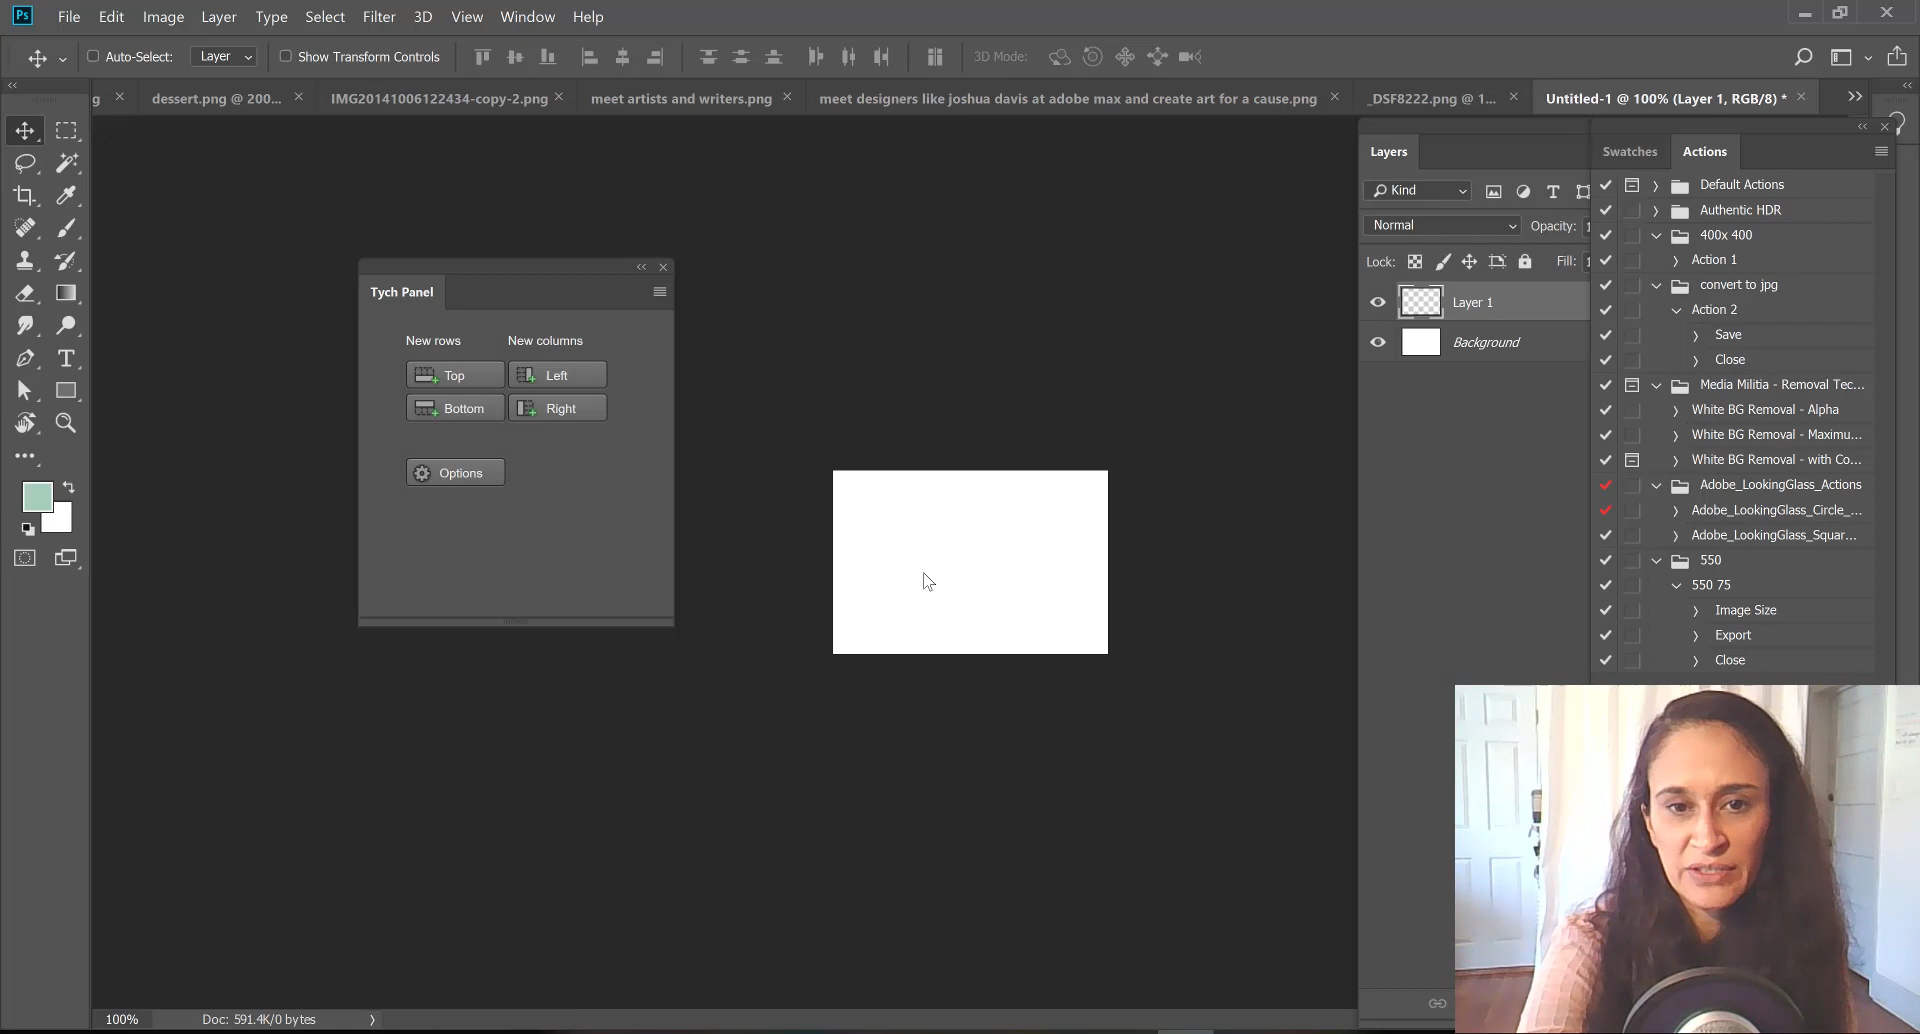 Ps File Edit Image Layer Type Select Filter 3D View Window Help
Auto-Select: Layer Show Transform Controls 3D Mode:
g dessert.png @ 200... IMG20141006122434-copy-2.png meet artists and writers.png meet designers like joshua davis at adobe max and create art for a cause.png _DSF8222.png @ 1... Untitled-1 @ 100% (Layer 1, RGB/8) *
Layers
Kind
Normal Opacity: 1
Lock: Fill: 1
Layer 1
Background
Swatches Actions
Default Actions
Authentic HDR
400x 400
Action 1
convert to jpg
Action 2
Save
Close
Media Militia - Removal Tec...
White BG Removal - Alpha
White BG Removal - Maximu...
White BG Removal - with Co...
Adobe_LookingGlass_Actions
Adobe_LookingGlass_Circle_...
Adobe_LookingGlass_Squar...
550
550 75
Image Size
Export
Close
Tych Panel
New rows New columns
Top Left
Bottom Right
Options
100% Doc: 591.4K/0 bytes